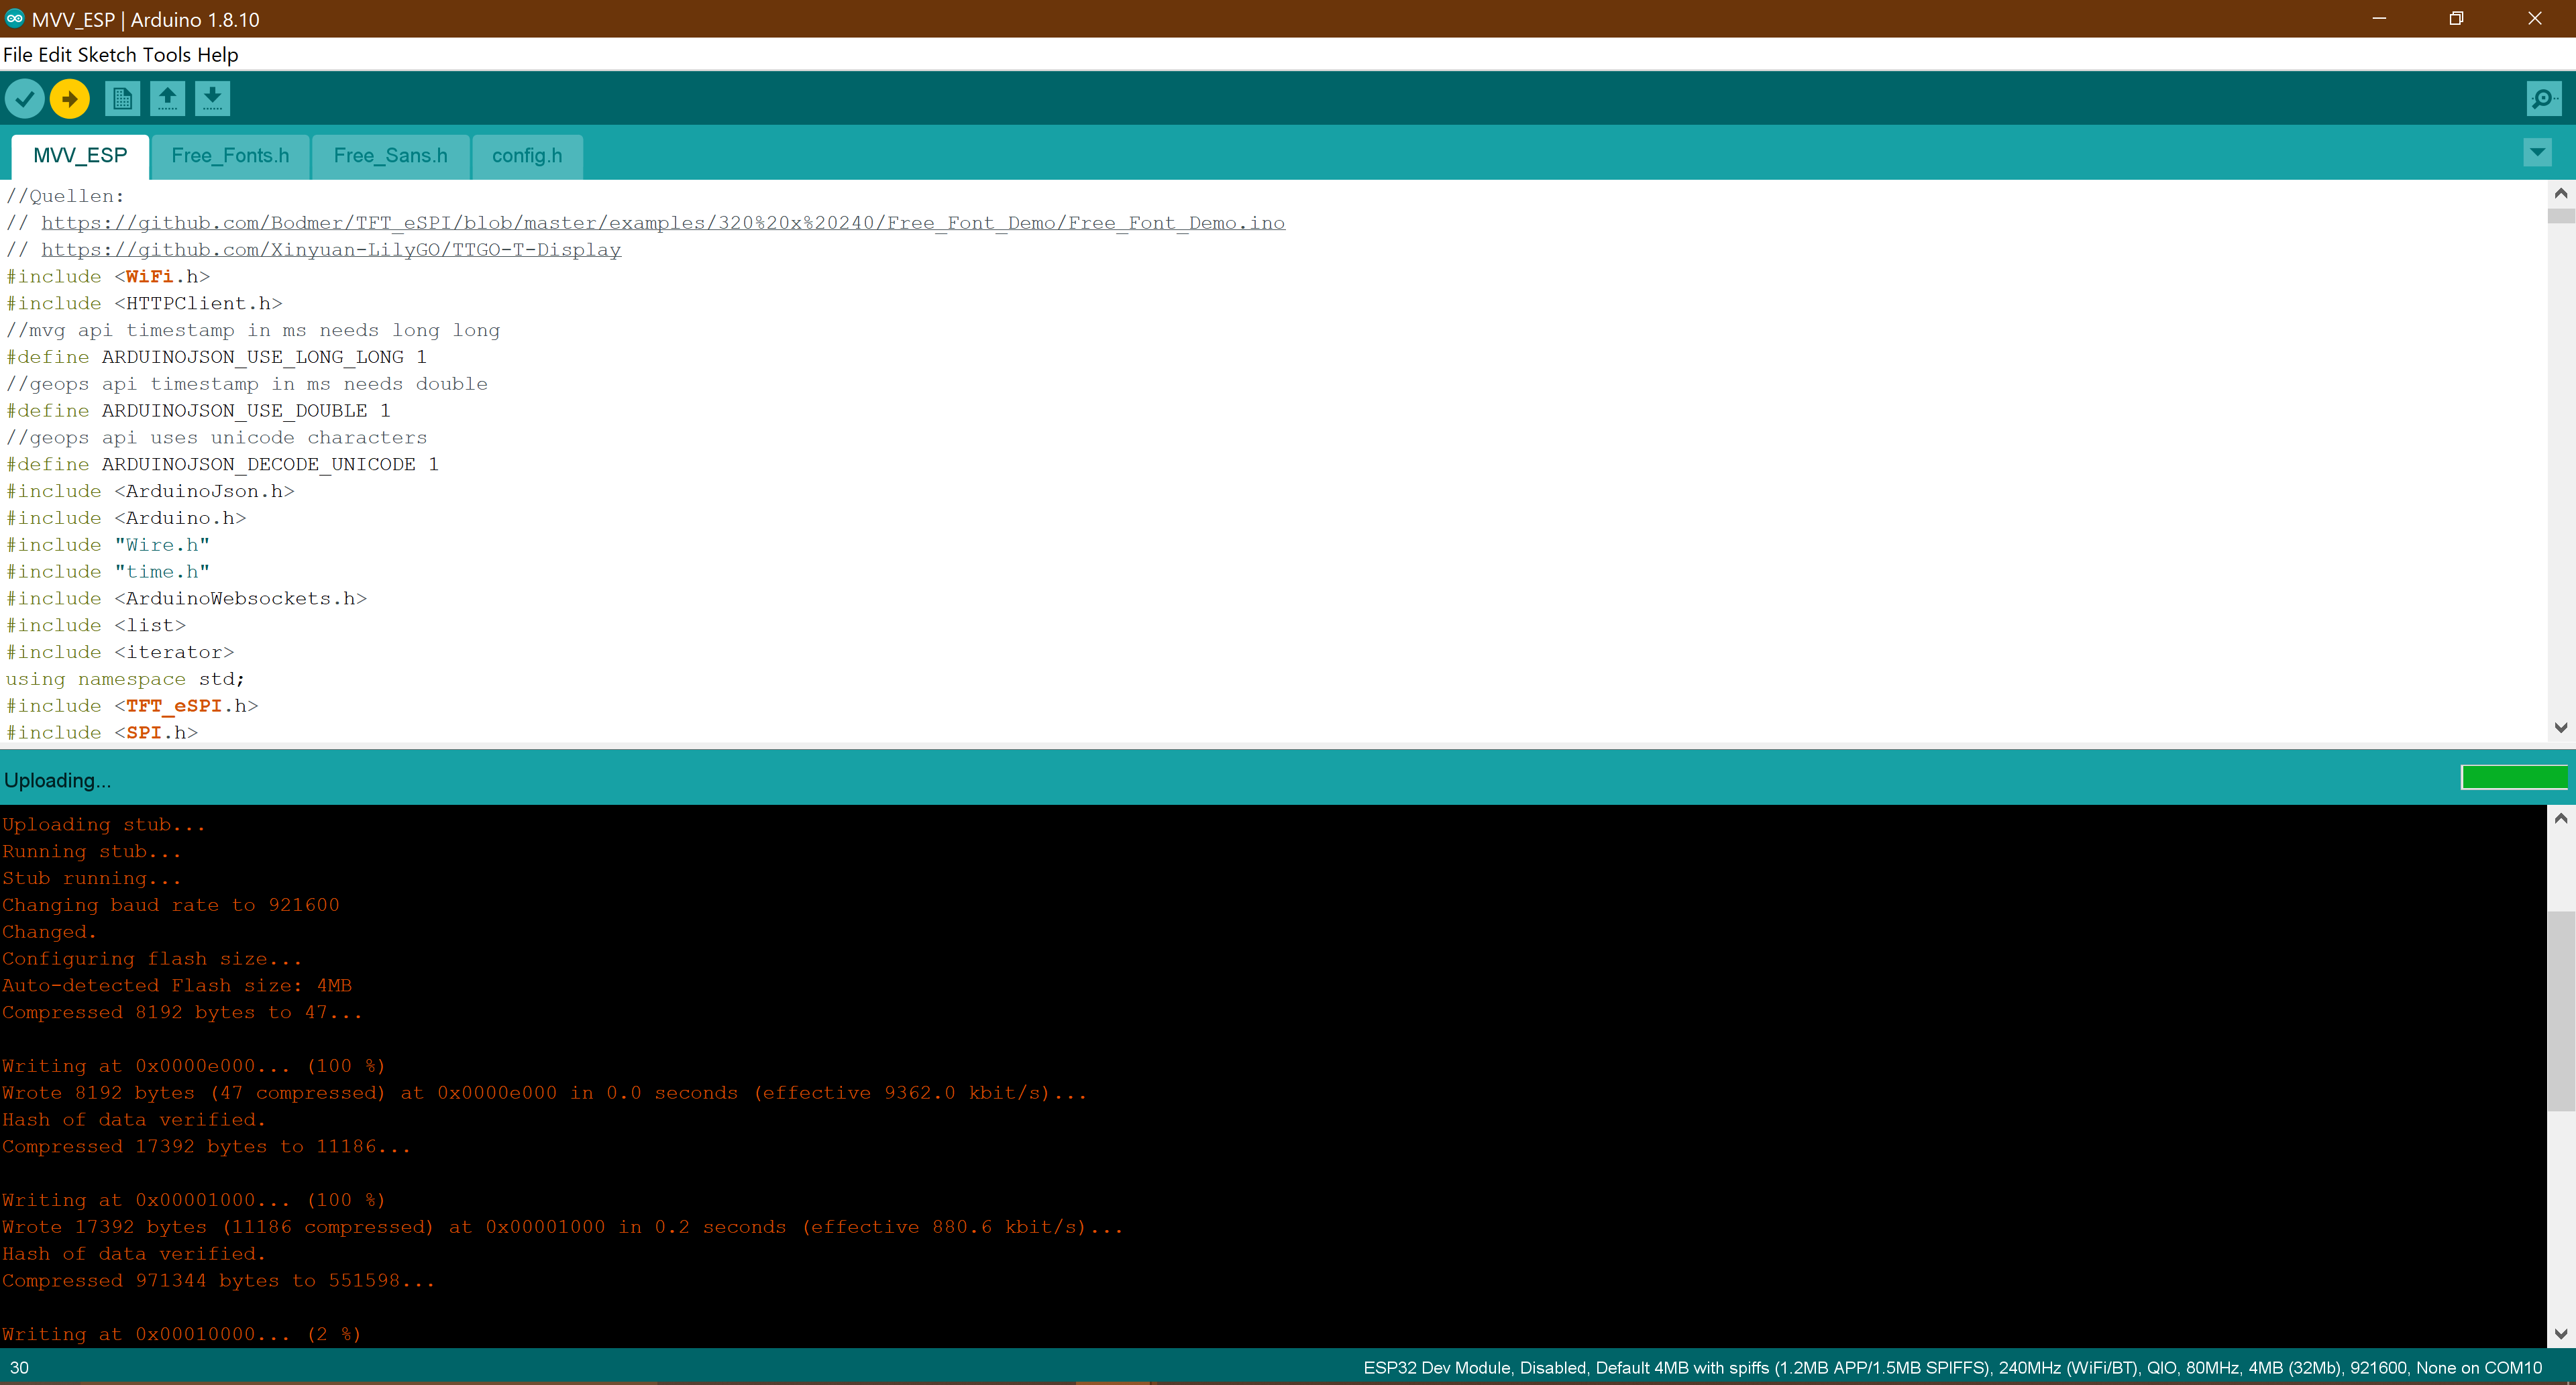 MVV_ESP | Arduino 1.8.10
File Edit Sketch Tools Help
MVV_ESP Free_Fonts.h Free_Sans.h config.h
//Quellen:
// https://github.com/Bodmer/TFT_eSPI/blob/master/examples/320%20x%20240/Free_Font_Demo/Free_Font_Demo.ino
// https://github.com/Xinyuan-LilyGO/TTGO-T-Display
#include <WiFi.h>
#include <HTTPClient.h>
//mvg api timestamp in ms needs long long
#define ARDUINOJSON_USE_LONG_LONG 1
//geops api timestamp in ms needs double
#define ARDUINOJSON_USE_DOUBLE 1
//geops api uses unicode characters
#define ARDUINOJSON_DECODE_UNICODE 1
#include <ArduinoJson.h>
#include <Arduino.h>
#include "Wire.h"
#include "time.h"
#include <ArduinoWebsockets.h>
#include <list>
#include <iterator>
using namespace std;
#include <TFT_eSPI.h>
#include <SPI.h>
Uploading...
Uploading stub...
Running stub...
Stub running...
Changing baud rate to 921600
Changed.
Configuring flash size...
Auto-detected Flash size: 4MB
Compressed 8192 bytes to 47...
Writing at 0x0000e000... (100 %)
Wrote 8192 bytes (47 compressed) at 0x0000e000 in 0.0 seconds (effective 9362.0 kbit/s)...
Hash of data verified.
Compressed 17392 bytes to 11186...
Writing at 0x00001000... (100 %)
Wrote 17392 bytes (11186 compressed) at 0x00001000 in 0.2 seconds (effective 880.6 kbit/s)...
Hash of data verified.
Compressed 971344 bytes to 551598...
Writing at 0x00010000... (2 %)
30 ESP32 Dev Module, Disabled, Default 4MB with spiffs (1.2MB APP/1.5MB SPIFFS), 240MHz (WiFi/BT), QIO, 80MHz, 4MB (32Mb), 921600, None on COM10